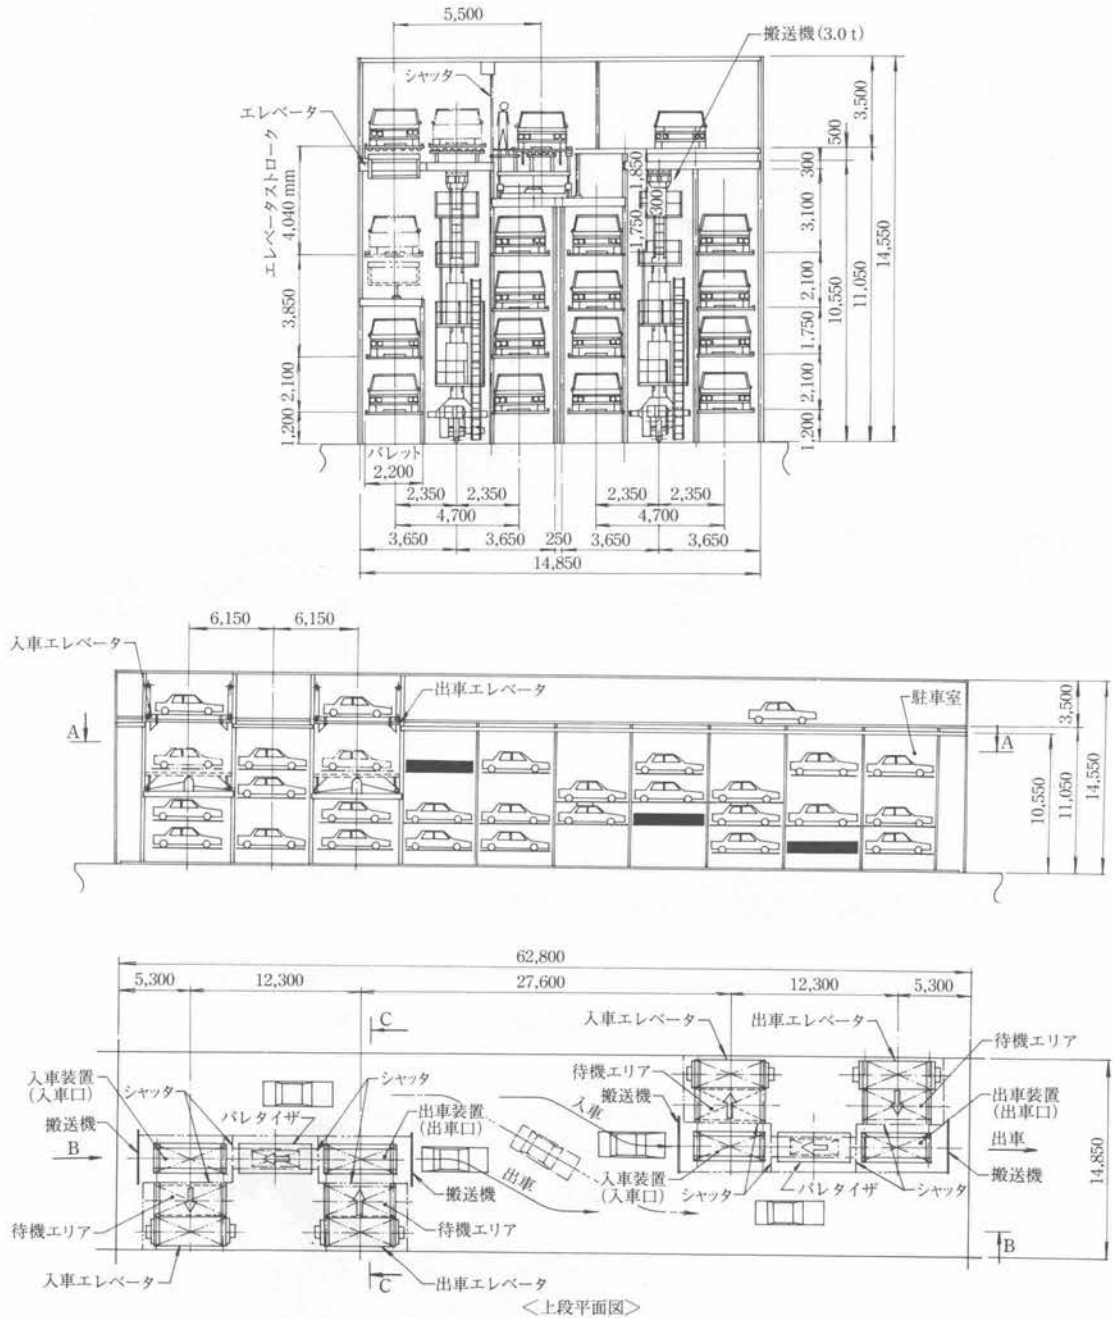 5,500
搬送機(3.0 t)
シャッタ
エレベータ
エレベータストローク
4,040 mm
3,850
2,100
1,200
1,850
300
1,750
3,500
500
300
3,100
2,100
1,750
2,100
1,200
10,550
11,050
14,550
パレット
2,200
2,350 2,350 2,350 2,350
4,700 4,700
3,650 3,650 250 3,650 3,650
14,850
6,150 6,150
入車エレベータ
出車エレベータ
駐車室
A A
3,500
10,550
11,050
14,550
62,800
5,300 12,300 27,600 12,300 5,300
C
入車エレベータ
出車エレベータ
待機エリア
入車装置
(入車口)
シャッタ
シャッタ
パレタイザ
出車装置
(出車口)
待機エリア
搬送機
入車
出車装置
(出車口)
搬送機
B
出車
出車
14,850
入車装置
(入車口)
シャッタ
パレタイザ
シャッタ
搬送機
搬送機
待機エリア
待機エリア
B
入車エレベータ
C
出車エレベータ
<上段平面図>